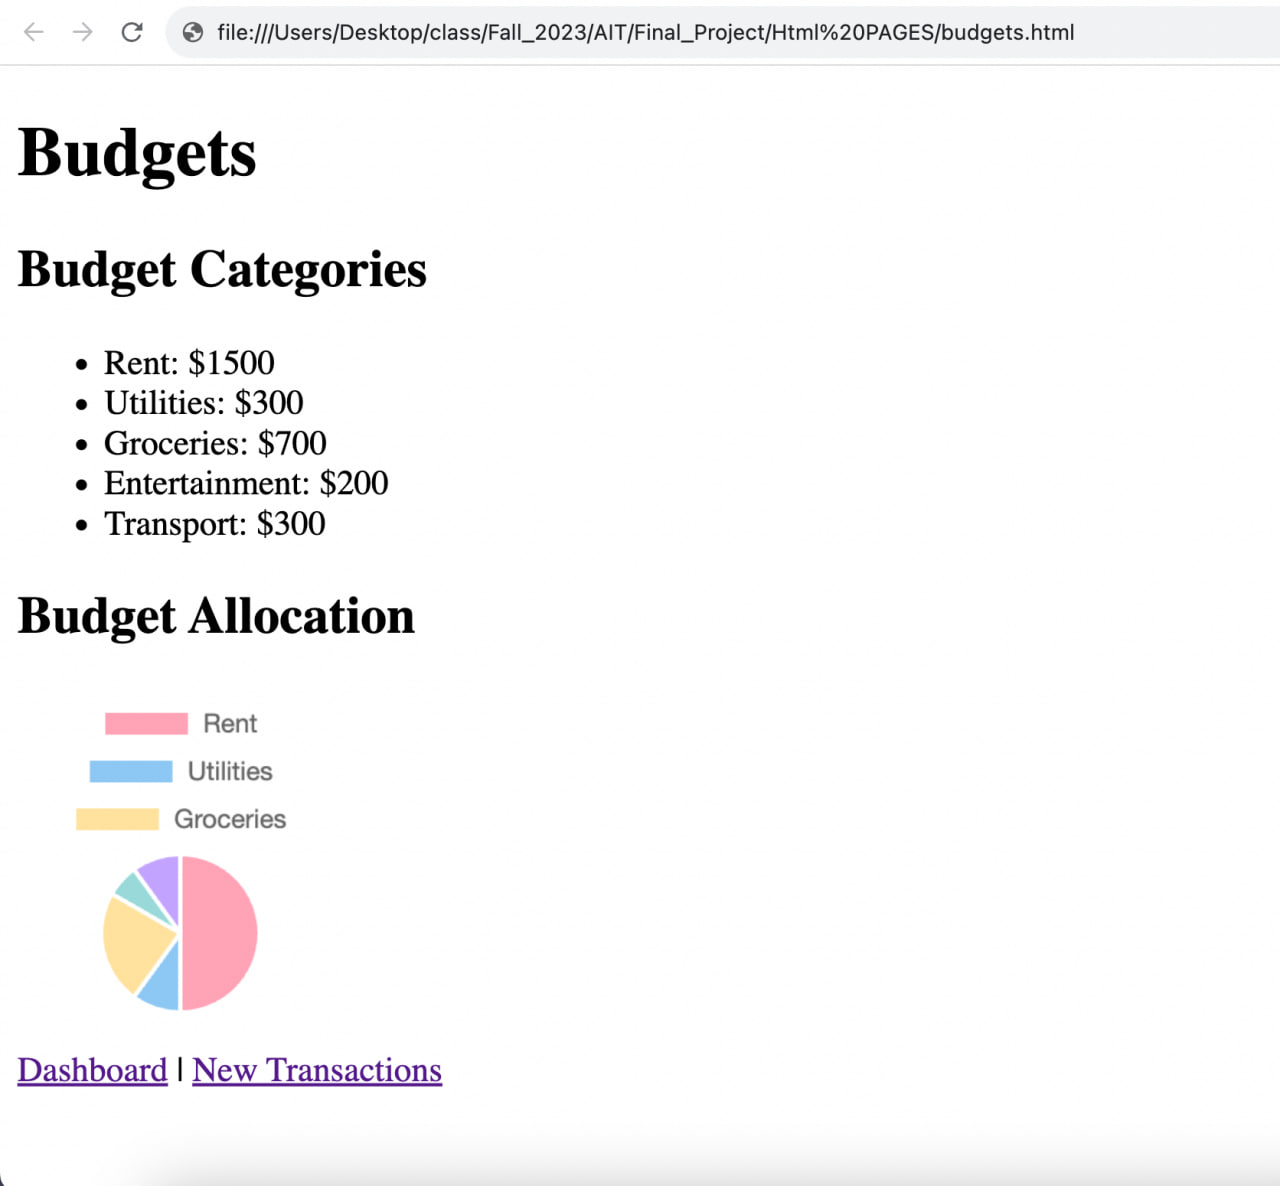 file:///Users/Desktop/class/Fall_2023/AIT/Final_Project/Html%20PAGES/budgets.html
Budgets
Budget Categories
• Rent: $1500
• Utilities: $300
• Groceries: $700
• Entertainment: $200
• Transport: $300
Budget Allocation
Rent
Utilities
Groceries
Dashboard | New Transactions